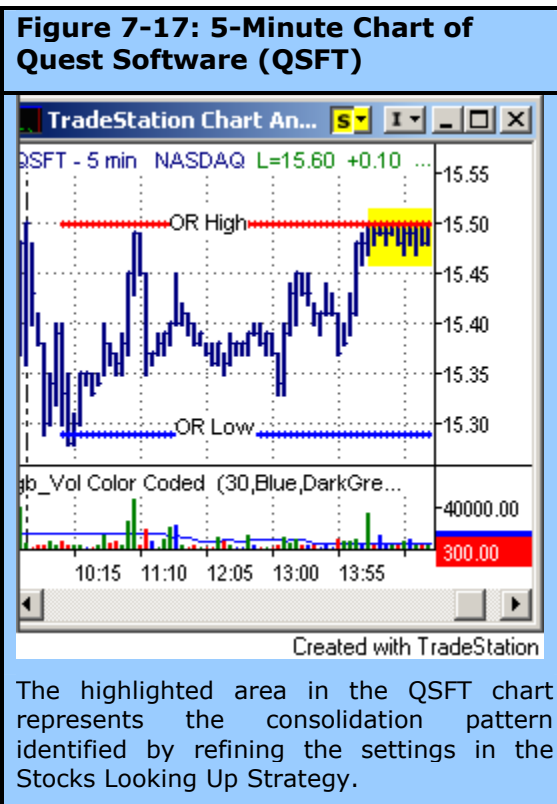 Figure 7-17: 5-Minute Chart of
Quest Software (QSFT)
TradeStation Chart An... S I
QSFT - 5 min NASDAQ L=15.60 +0.10 ...
15.55
OR High
15.50
15.45
15.40
15.35
OR Low
15.30
gb_Vol Color Coded (30,Blue,DarkGre...
40000.00
300.00
10:15 11:10 12:05 13:00 13:55
Created with TradeStation
The highlighted area in the QSFT chart
represents the consolidation pattern
identified by refining the settings in the
Stocks Looking Up Strategy.